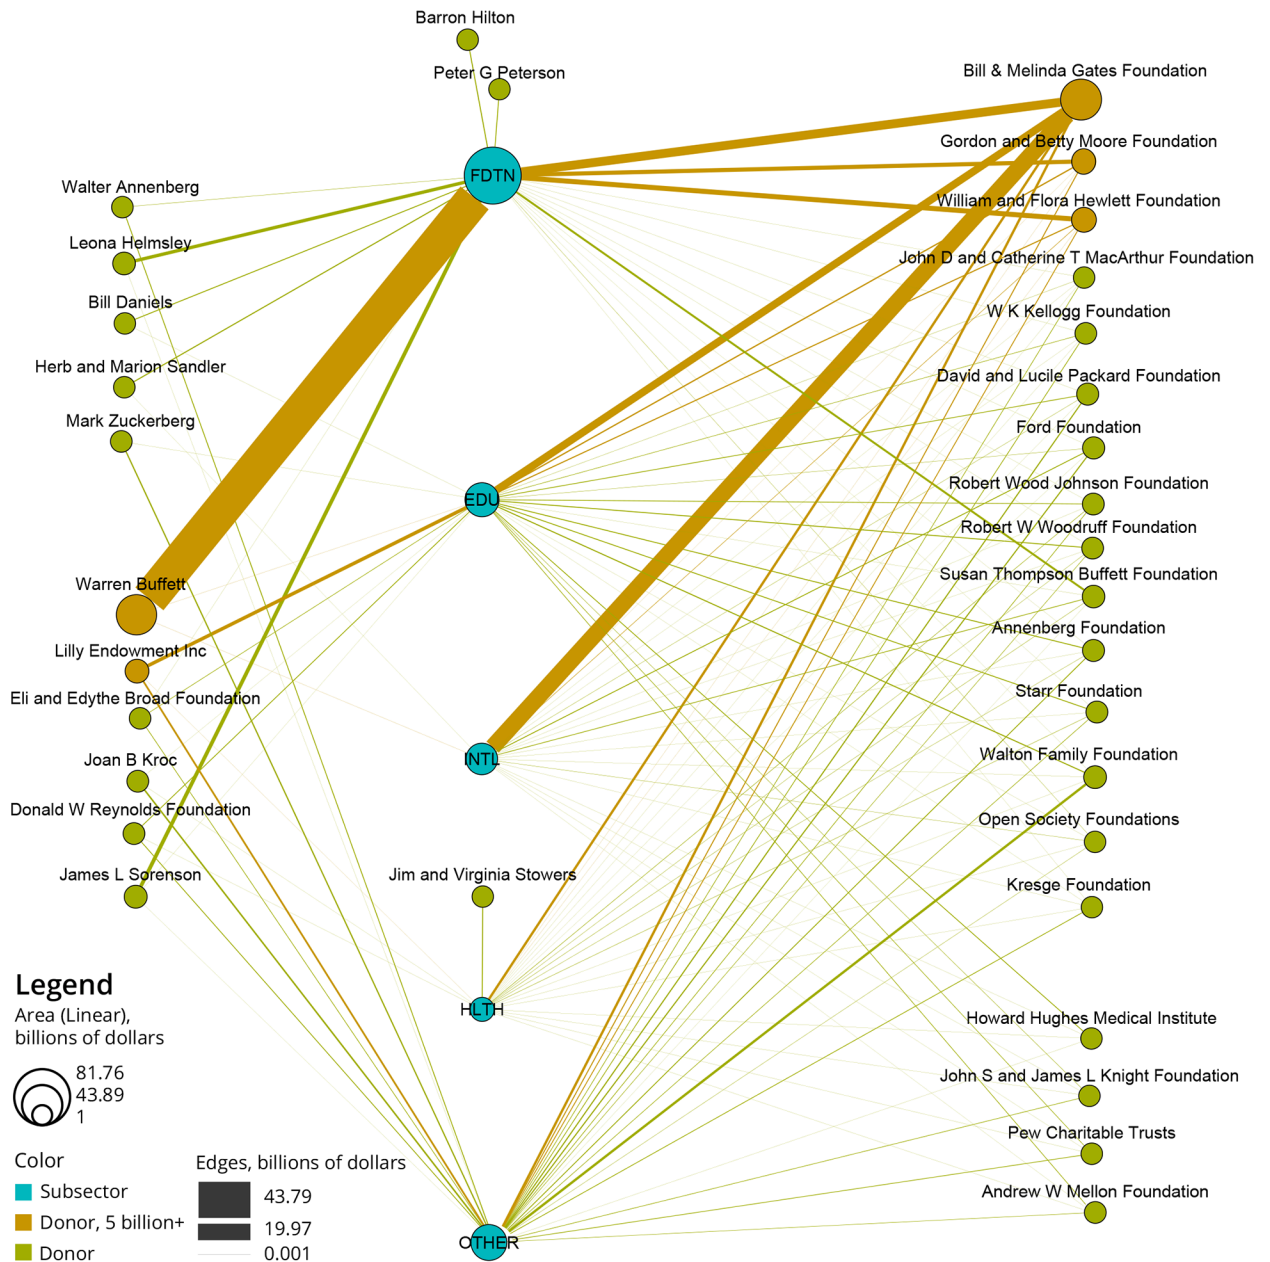 Barron Hilton
Peter G Peterson
Bill & Melinda Gates Foundation
Gordon and Betty Moore Foundation
FDTN
Walter Annenberg
William and Flora Hewlett Foundation
Leona Helmsley
John D and Catherine T MacArthur Foundation
Bill Daniels
W K Kellogg Foundation
Herb and Marion Sandler
David and Lucile Packard Foundation
Mark Zuckerberg
Ford Foundation
Robert Wood Johnson Foundation
EDU
Robert W Woodruff Foundation
Susan Thompson Buffett Foundation
Warren Buffett
Annenberg Foundation
Lilly Endowment Inc
Starr Foundation
Eli and Edythe Broad Foundation
Walton Family Foundation
Joan B Kroc
INTL
Donald W Reynolds Foundation
Open Society Foundations
James L Sorenson
Jim and Virginia Stowers
Kresge Foundation
HLTH
Howard Hughes Medical Institute
John S and James L Knight Foundation
Pew Charitable Trusts
Andrew W Mellon Foundation
OTHER
Legend
Area (Linear),
billions of dollars
81.76
43.89
1
Color
Subsector
Donor, 5 billion+
Donor
Edges, billions of dollars
43.79
19.97
0.001